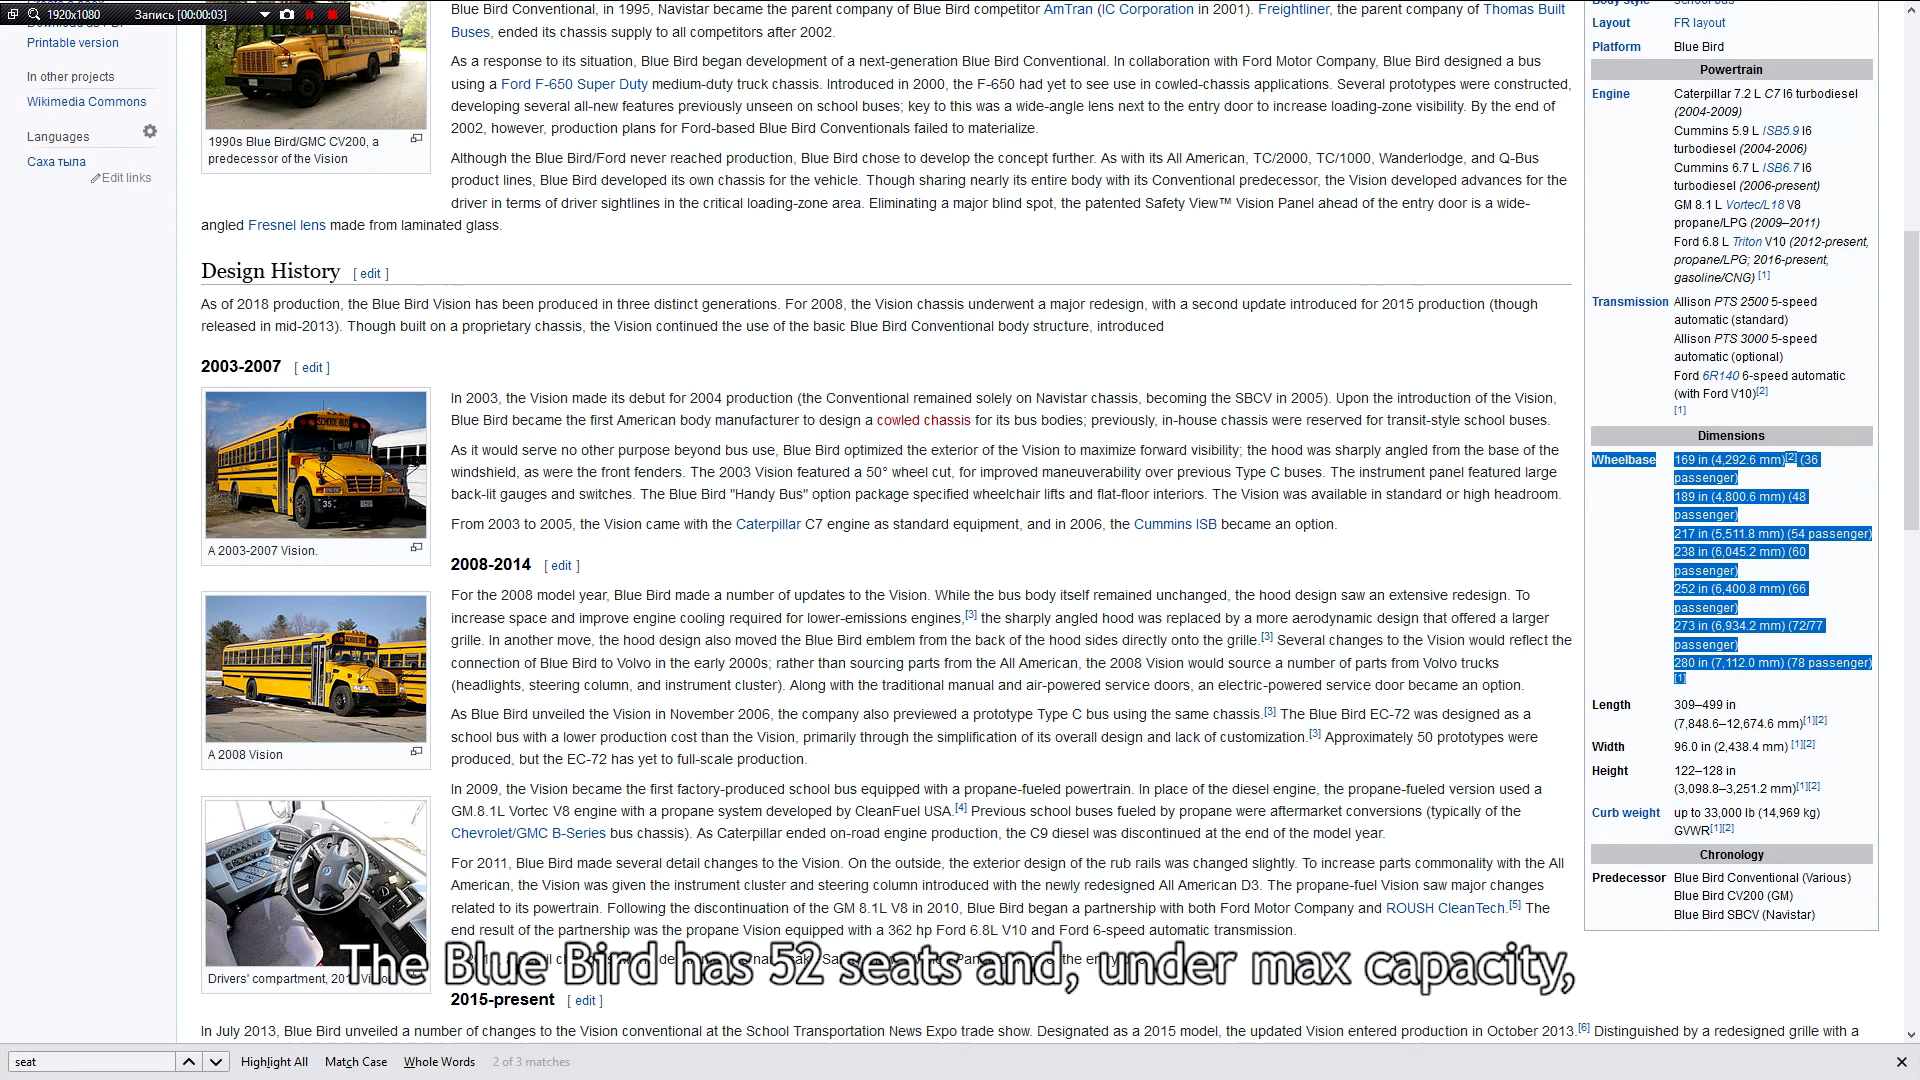 1920x1080 Запись [00:00:03]
Printable version
In other projects
Wikimedia Commons
Languages
Саха тыла
Edit links
1990s Blue Bird/GMC CV200, a
predecessor of the Vision
Blue Bird Conventional, in 1995, Navistar became the parent company of Blue Bird competitor AmTran (IC Corporation in 2001). Freightliner, the parent company of Thomas Built
Buses, ended its chassis supply to all competitors after 2002.
As a response to its situation, Blue Bird began development of a next-generation Blue Bird Conventional. In collaboration with Ford Motor Company, Blue Bird designed a bus
using a Ford F-650 Super Duty medium-duty truck chassis. Introduced in 2000, the F-650 had yet to see use in cowled-chassis applications. Several prototypes were constructed,
developing several all-new features previously unseen on school buses; key to this was a wide-angle lens next to the entry door to increase loading-zone visibility. By the end of
2002, however, production plans for Ford-based Blue Bird Conventionals failed to materialize.
Although the Blue Bird/Ford never reached production, Blue Bird chose to develop the concept further. As with its All American, TC/2000, TC/1000, Wanderlodge, and Q-Bus
product lines, Blue Bird developed its own chassis for the vehicle. Though sharing nearly its entire body with its Conventional predecessor, the Vision developed advances for the
driver in terms of driver sightlines in the critical loading-zone area. Eliminating a major blind spot, the patented Safety View™ Vision Panel ahead of the entry door is a wide-
angled Fresnel lens made from laminated glass.
Design History [ edit ]
As of 2018 production, the Blue Bird Vision has been produced in three distinct generations. For 2008, the Vision chassis underwent a major redesign, with a second update introduced for 2015 production (though
released in mid-2013). Though built on a proprietary chassis, the Vision continued the use of the basic Blue Bird Conventional body structure, introduced
2003-2007 [ edit ]
SCHOOL BUS
35
A 2003-2007 Vision.
In 2003, the Vision made its debut for 2004 production (the Conventional remained solely on Navistar chassis, becoming the SBCV in 2005). Upon the introduction of the Vision,
Blue Bird became the first American body manufacturer to design a cowled chassis for its bus bodies; previously, in-house chassis were reserved for transit-style school buses.
As it would serve no other purpose beyond bus use, Blue Bird optimized the exterior of the Vision to maximize forward visibility; the hood was sharply angled from the base of the
windshield, as were the front fenders. The 2003 Vision featured a 50° wheel cut, for improved maneuverability over previous Type C buses. The instrument panel featured large
back-lit gauges and switches. The Blue Bird "Handy Bus" option package specified wheelchair lifts and flat-floor interiors. The Vision was available in standard or high headroom.
From 2003 to 2005, the Vision came with the Caterpillar C7 engine as standard equipment, and in 2006, the Cummins ISB became an option.
2008-2014 [ edit ]
A 2008 Vision
For the 2008 model year, Blue Bird made a number of updates to the Vision. While the bus body itself remained unchanged, the hood design saw an extensive redesign. To
increase space and improve engine cooling required for lower-emissions engines,[3] the sharply angled hood was replaced by a more aerodynamic design that offered a larger
grille. In another move, the hood design also moved the Blue Bird emblem from the back of the hood sides directly onto the grille.[3] Several changes to the Vision would reflect the
connection of Blue Bird to Volvo in the early 2000s; rather than sourcing parts from the All American, the 2008 Vision would source a number of parts from Volvo trucks
(headlights, steering column, and instrument cluster). Along with the traditional manual and air-powered service doors, an electric-powered service door became an option.
As Blue Bird unveiled the Vision in November 2006, the company also previewed a prototype Type C bus using the same chassis.[3] The Blue Bird EC-72 was designed as a
school bus with a lower production cost than the Vision, primarily through the simplification of its overall design and lack of customization.[3] Approximately 50 prototypes were
produced, but the EC-72 has yet to full-scale production.
In 2009, the Vision became the first factory-produced school bus equipped with a propane-fueled powertrain. In place of the diesel engine, the propane-fueled version used a
GM.8.1L Vortec V8 engine with a propane system developed by CleanFuel USA.[4] Previous school buses fueled by propane were aftermarket conversions (typically of the
Chevrolet/GMC B-Series bus chassis). As Caterpillar ended on-road engine production, the C9 diesel was discontinued at the end of the model year.
For 2011, Blue Bird made several detail changes to the Vision. On the outside, the exterior design of the rub rails was changed slightly. To increase parts commonality with the All
American, the Vision was given the instrument cluster and steering column introduced with the newly redesigned All American D3. The propane-fuel Vision saw major changes
related to its powertrain. Following the discontinuation of the GM 8.1L V8 in 2010, Blue Bird began a partnership with both Ford Motor Company and ROUSH CleanTech.[5] The
end result of the partnership was the propane Vision equipped with a 362 hp Ford 6.8L V10 and Ford 6-speed automatic transmission.
The Blue Bird has 52 seats and, under max capacity,
Drivers' compartment,
2015-present [ edit ]
In July 2013, Blue Bird unveiled a number of changes to the Vision conventional at the School Transportation News Expo trade show. Designated as a 2015 model, the updated Vision entered production in October 2013.[6] Distinguished by a redesigned grille with a
Layout FR layout
Platform Blue Bird
Powertrain
Engine Caterpillar 7.2 L C7 I6 turbodiesel
(2004-2009)
Cummins 5.9 L ISB5.9 I6
turbodiesel (2004-2006)
Cummins 6.7 L ISB6.7 I6
turbodiesel (2006-present)
GM 8.1 L Vortec/L18 V8
propane/LPG (2009–2011)
Ford 6.8 L Triton V10 (2012-present,
propane/LPG; 2016-present,
gasoline/CNG) [1]
Transmission Allison PTS 2500 5-speed
automatic (standard)
Allison PTS 3000 5-speed
automatic (optional)
Ford 6R140 6-speed automatic
(with Ford V10)[2]
[1]
Dimensions
Wheelbase 169 in (4,292.6 mm)[2] (36
passenger)
189 in (4,800.6 mm) (48
passenger)
217 in (5,511.8 mm) (54 passenger)
238 in (6,045.2 mm) (60
passenger)
252 in (6,400.8 mm) (66
passenger)
273 in (6,934.2 mm) (72/77
passenger)
280 in (7,112.0 mm) (78 passenger)
[1]
Length 309–499 in
(7,848.6–12,674.6 mm)[1][2]
Width 96.0 in (2,438.4 mm) [1][2]
Height 122–128 in
(3,098.8–3,251.2 mm)[1][2]
Curb weight up to 33,000 lb (14,969 kg)
GVWR[1][2]
Chronology
Predecessor Blue Bird Conventional (Various)
Blue Bird CV200 (GM)
Blue Bird SBCV (Navistar)
seat Highlight All Match Case Whole Words 2 of 3 matches